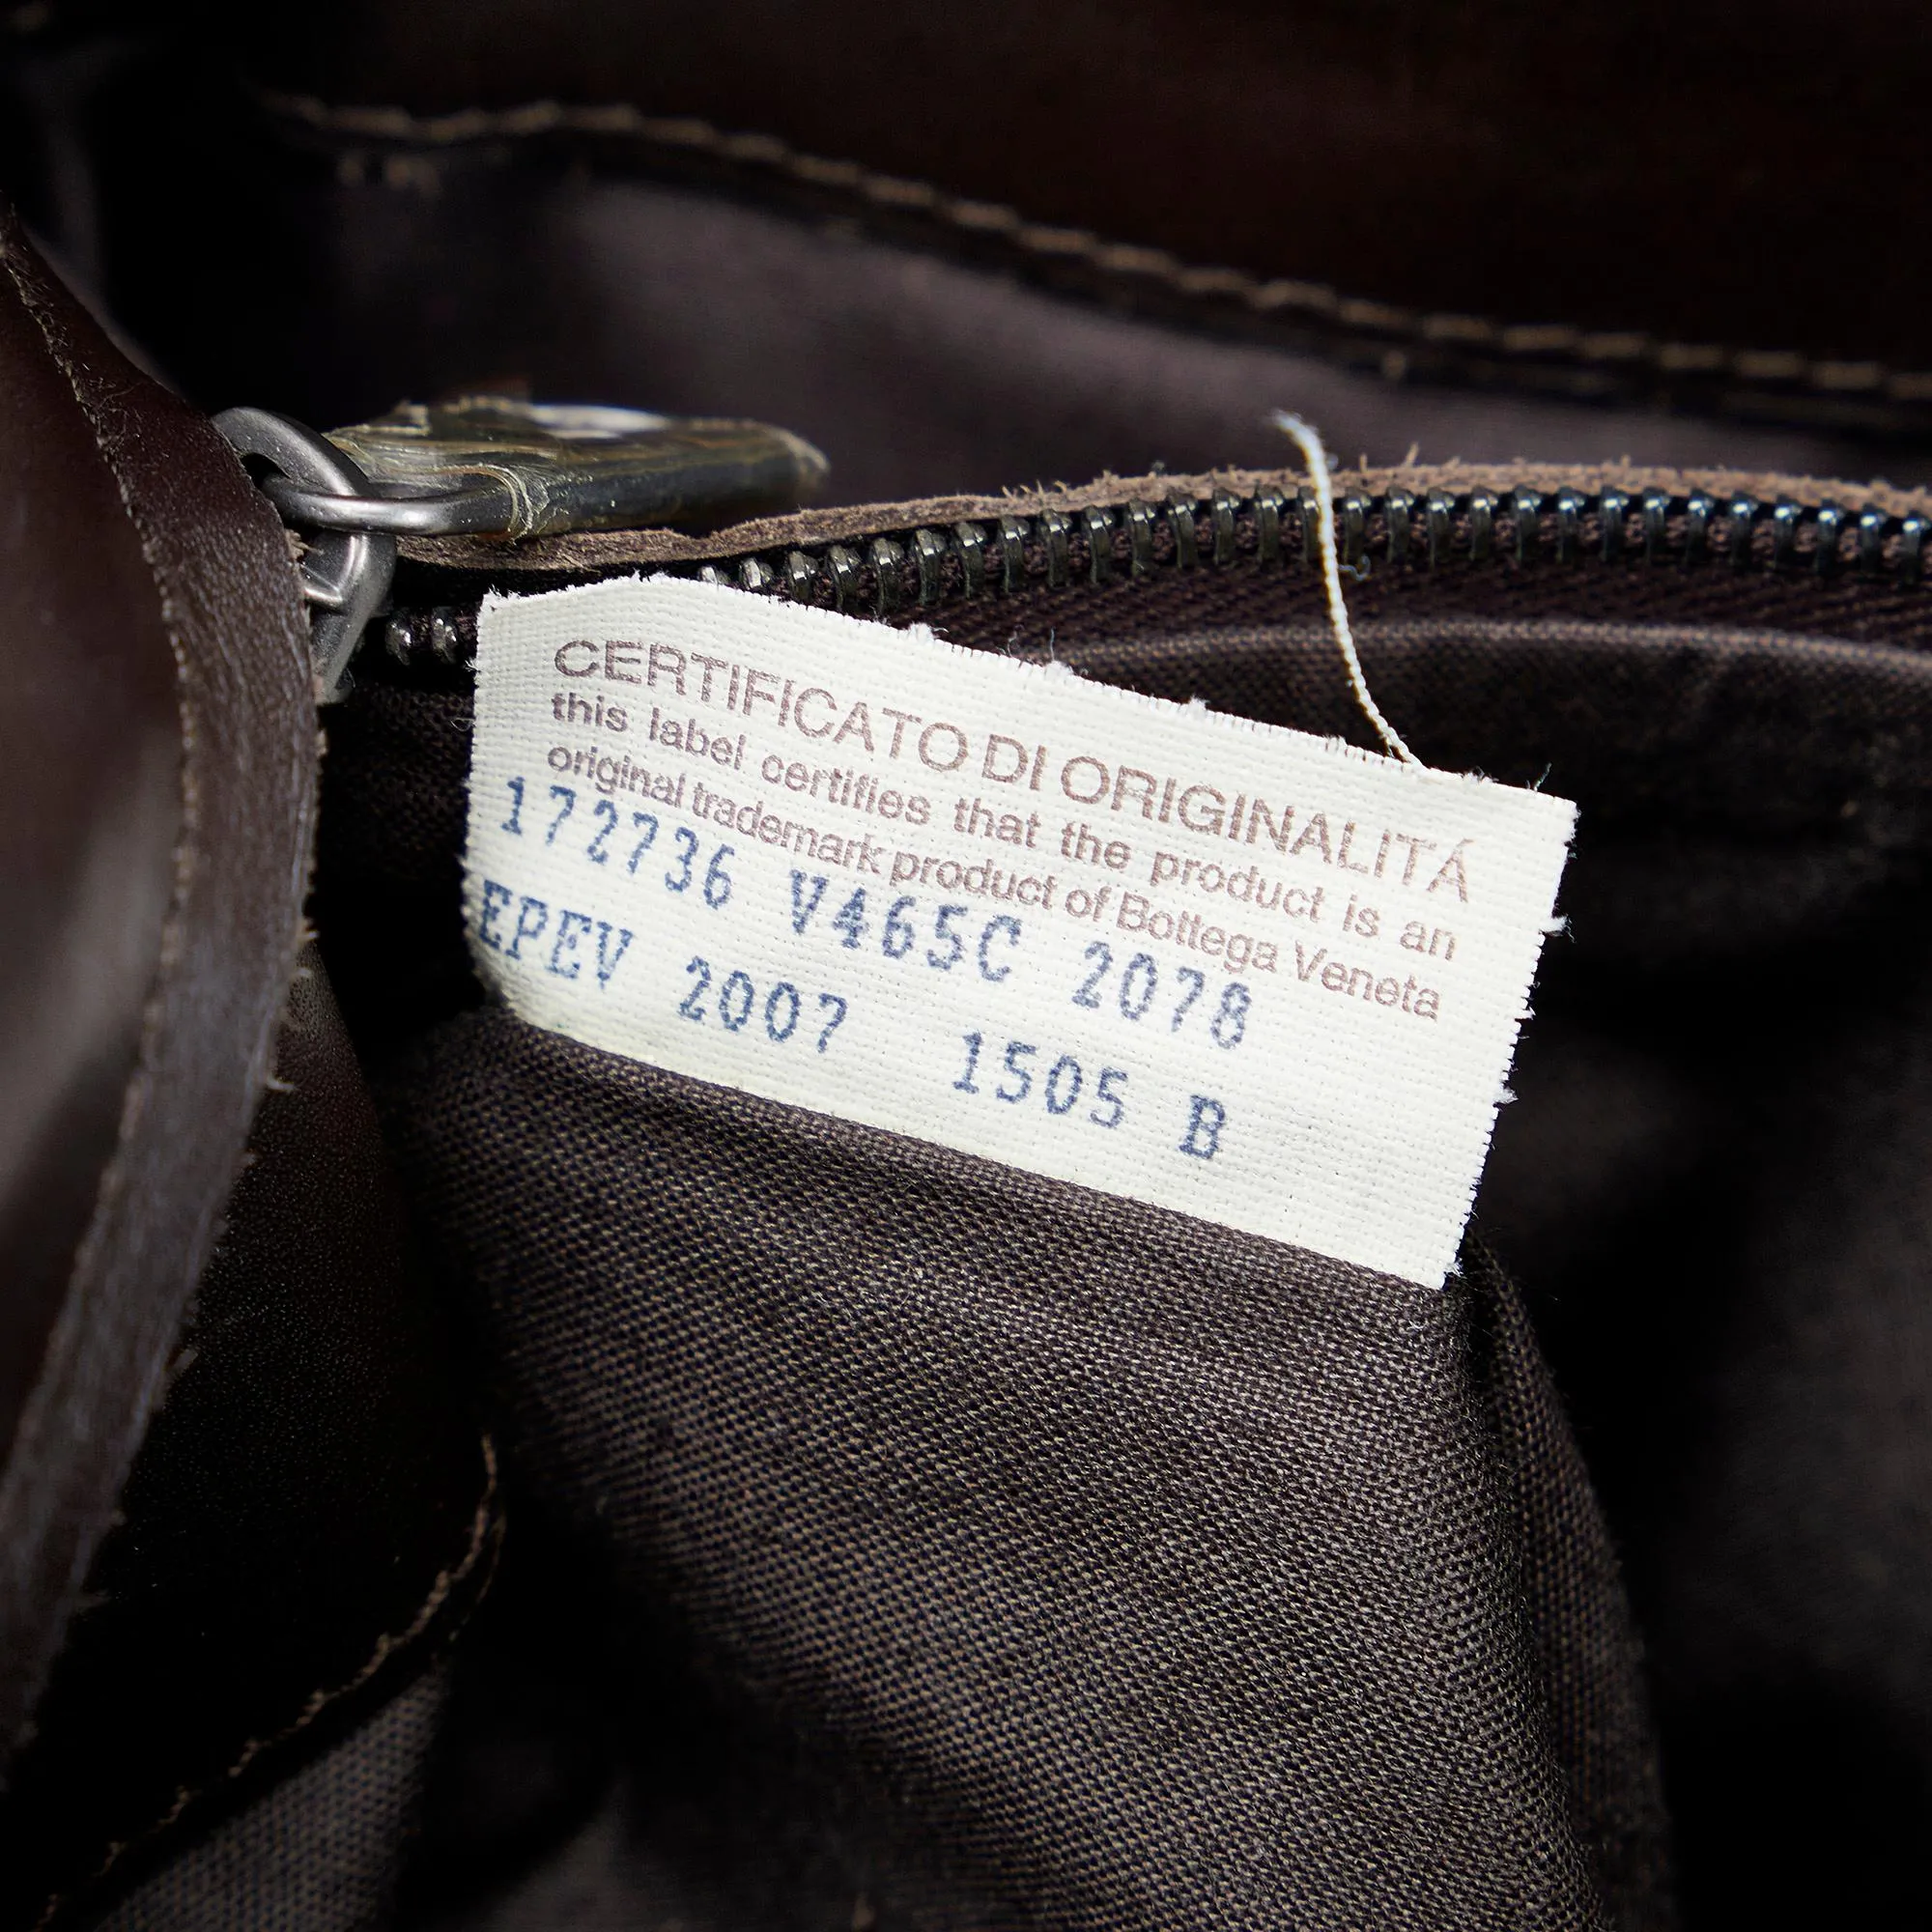 CERTIFICATO DI ORIGINALITÁ
this label certifies that the product is an
original trademark product of Bottega Veneta
172736 V465C 2078
EPEV 2007 1505 B